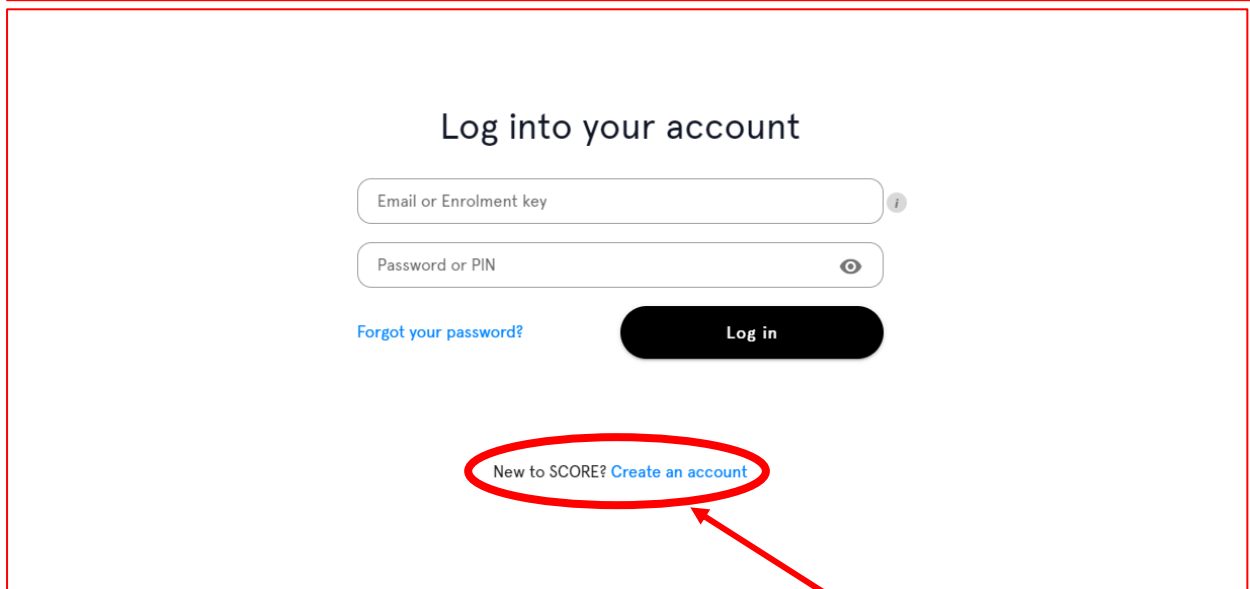 Log into your account
Email or Enrolment key
i
Password or PIN
Forgot your password?
Log in
New to SCORE? Create an account